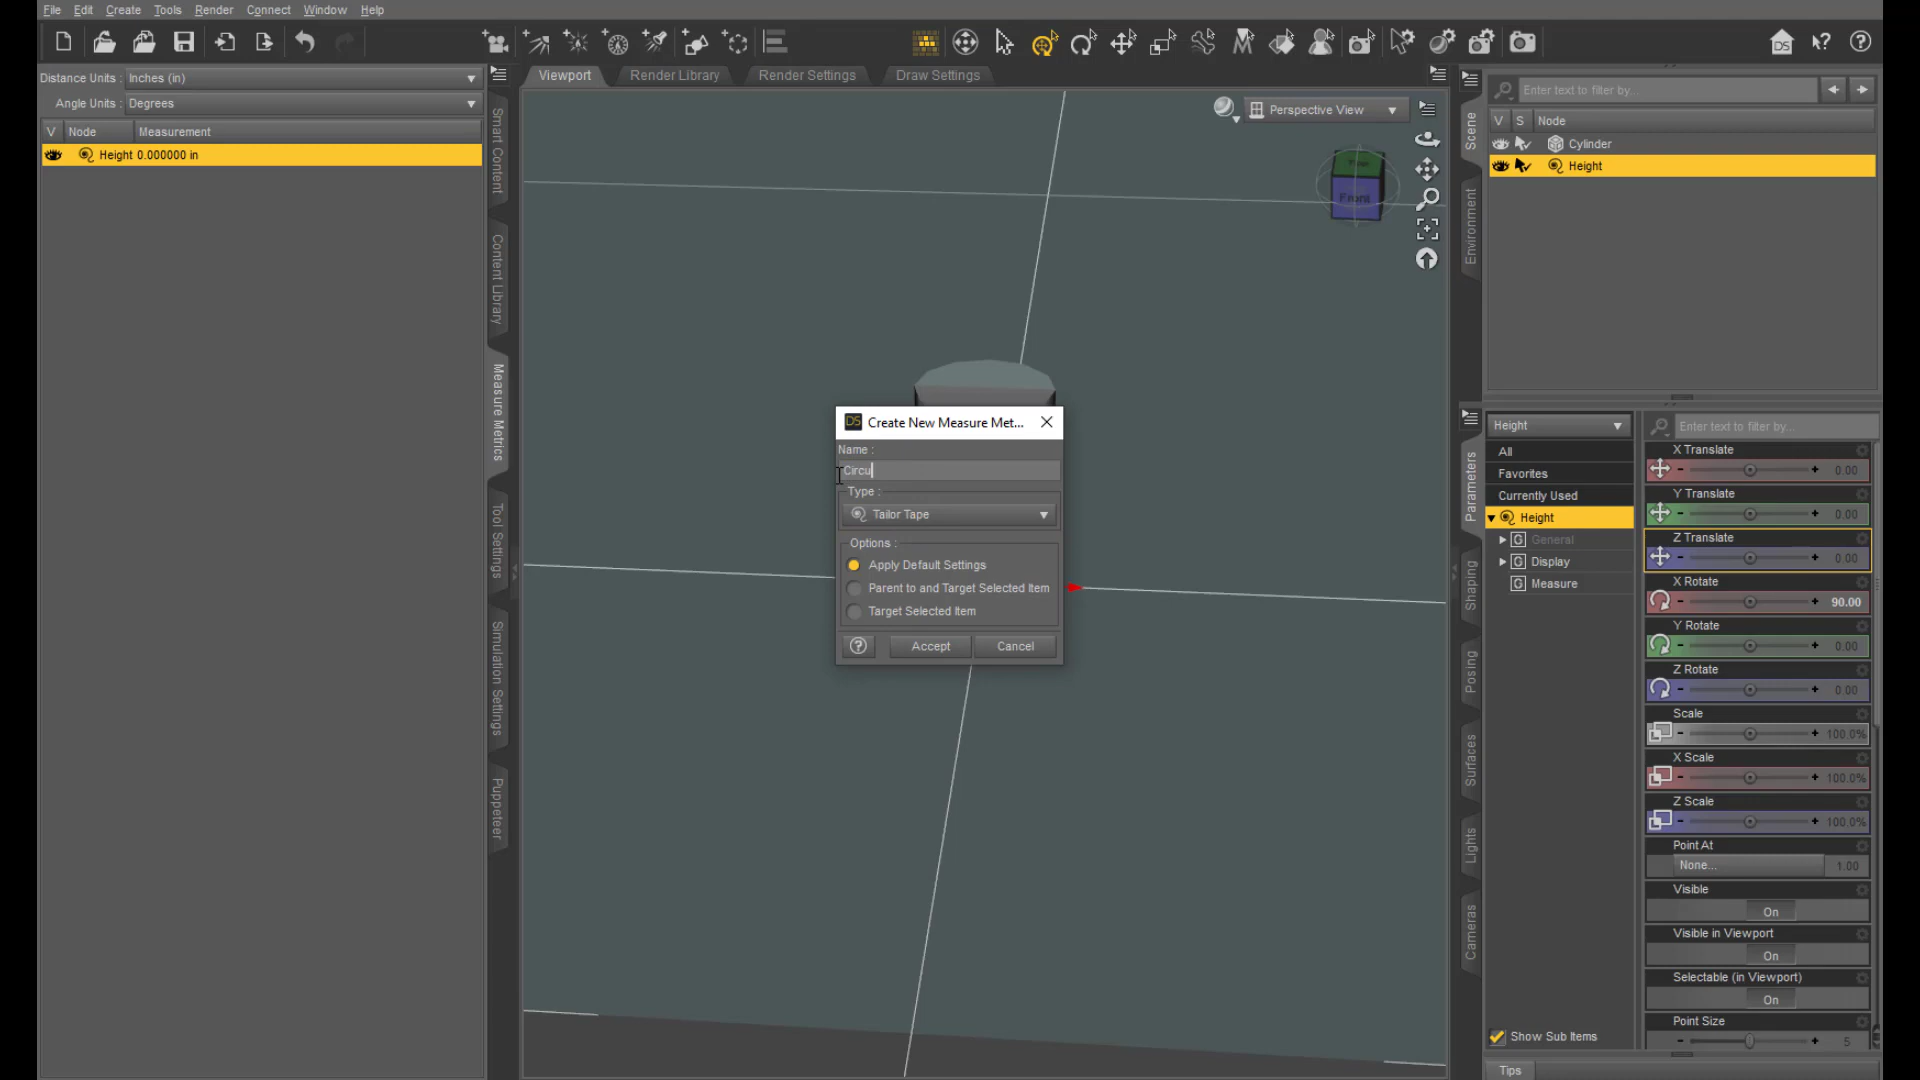 File Edit Create Tools Render Connect Window Help
Distance Units : Inches (in)
Angle Units : Degrees
V Node Measurement
Height 0.000000 in
Smart Content
Content Library
Measure Metrics
Tool Settings
Simulation Settings
Puppeteer
Viewport Render Library Render Settings Draw Settings
Perspective View
Front
DS Create New Measure Met...
Name :
Circu
Type :
Tailor Tape
Options :
Apply Default Settings
Parent to and Target Selected Item
Target Selected Item
Accept Cancel
DS
Scene
Environment
Enter text to filter by...
V S Node
Cylinder
Height
Parameters
Shaping
Posing
Surfaces
Lights
Cameras
Height
All
Favorites
Currently Used
Height
G General
G Display
G Measure
Show Sub Items
Enter text to filter by...
X Translate
0.00
Y Translate
0.00
Z Translate
0.00
X Rotate
90.00
Y Rotate
0.00
Z Rotate
0.00
Scale
100.0%
X Scale
100.0%
Z Scale
100.0%
Point At
None... 1.00
Visible
On
Visible in Viewport
On
Selectable (in Viewport)
On
Point Size
5
Tips